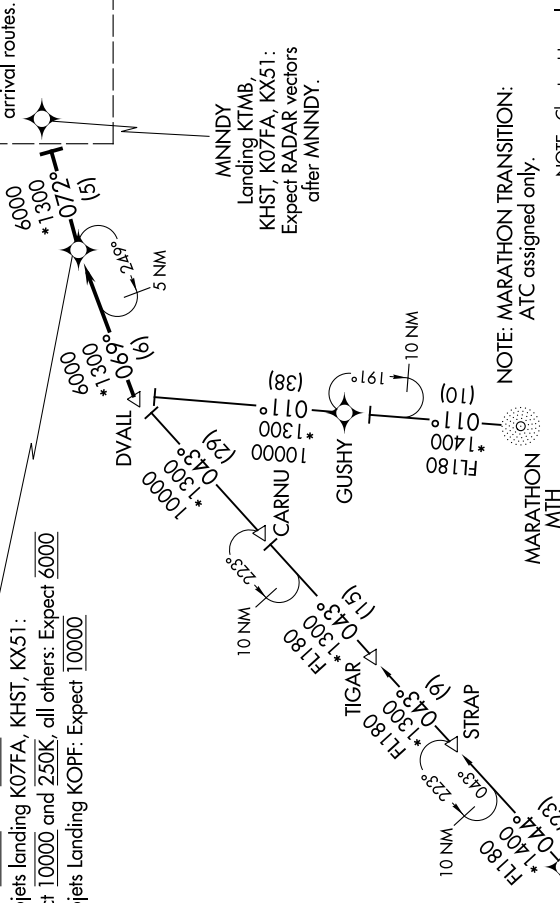 arrival routes.
MNNDY
Landing KTMB,
KHST, K07FA, KX51:
Expect RADAR vectors
after MNNDY.
6000
*1300
072°
(5)
249°
5 NM
6000
*1300
069°
(6)
DVALL
10000
*1300
043°
(29)
(38)
011°
*1300
10000
191°
10 NM
GUSHY
(10)
011°
*1400
FL180
MARATHON
MTH
NOTE: MARATHON TRANSITION:
ATC assigned only.
CARNU
223°
10 NM
FL180
*1300
043°
(15)
TIGAR
FL180
*1300
043°
(9)
STRAP
223°
043°
10 NM
FL180
*1400
044°
jets landing K07FA, KHST, KX51:
10000 and 250K, all others: Expect 6000
jets Landing KOPF: Expect 10000